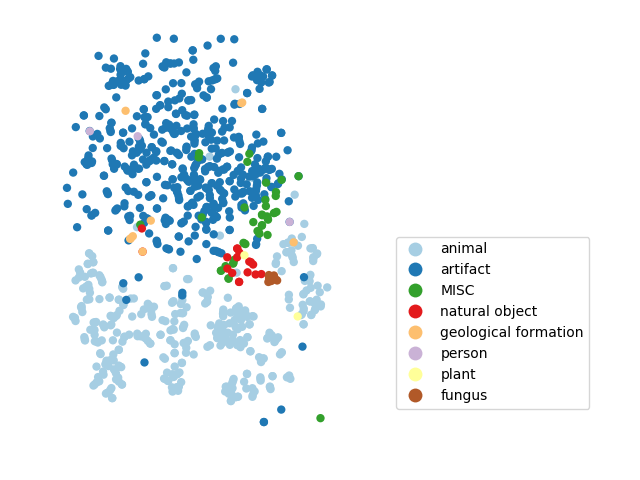 animal
artifact
MISC
natural object
geological formation
person
plant
fungus